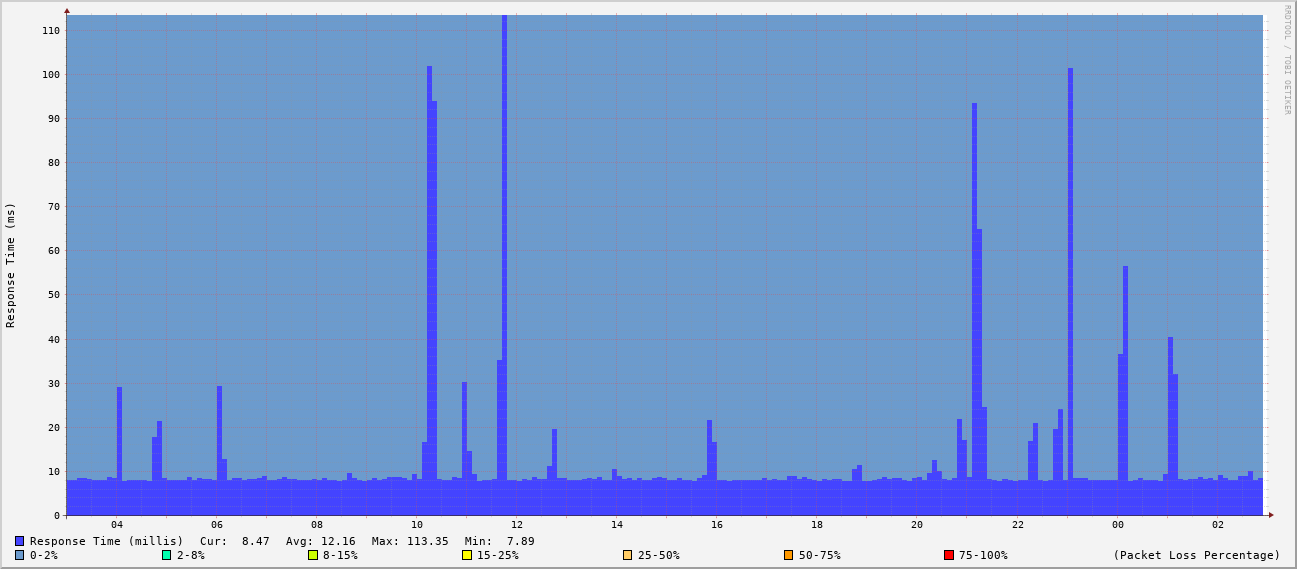 RRDTOOL / TOBI OETIKER
Response Time (ms)
110
100
90
80
70
60
50
40
30
20
10
0
04 06 08 10 12 14 16 18 20 22 00 02
Response Time (millis) Cur: 8.47 Avg: 12.16 Max: 113.35 Min: 7.89
0-2% 2-8% 8-15% 15-25% 25-50% 50-75% 75-100% (Packet Loss Percentage)